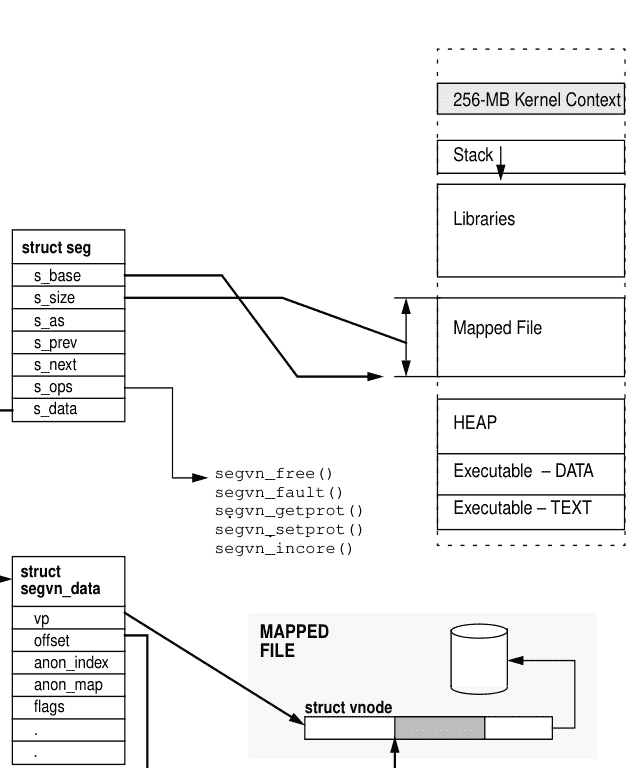 256-MB Kernel Context
Stack
Libraries
Mapped File
HEAP
Executable – DATA
Executable – TEXT
struct seg
s_base
s_size
s_as
s_prev
s_next
s_ops
s_data
segvn_free()
segvn_fault()
segvn_getprot()
segvn_setprot()
segvn_incore()
struct
segvn_data
vp
offset
anon_index
anon_map
flags
.
.
MAPPED
FILE
struct vnode